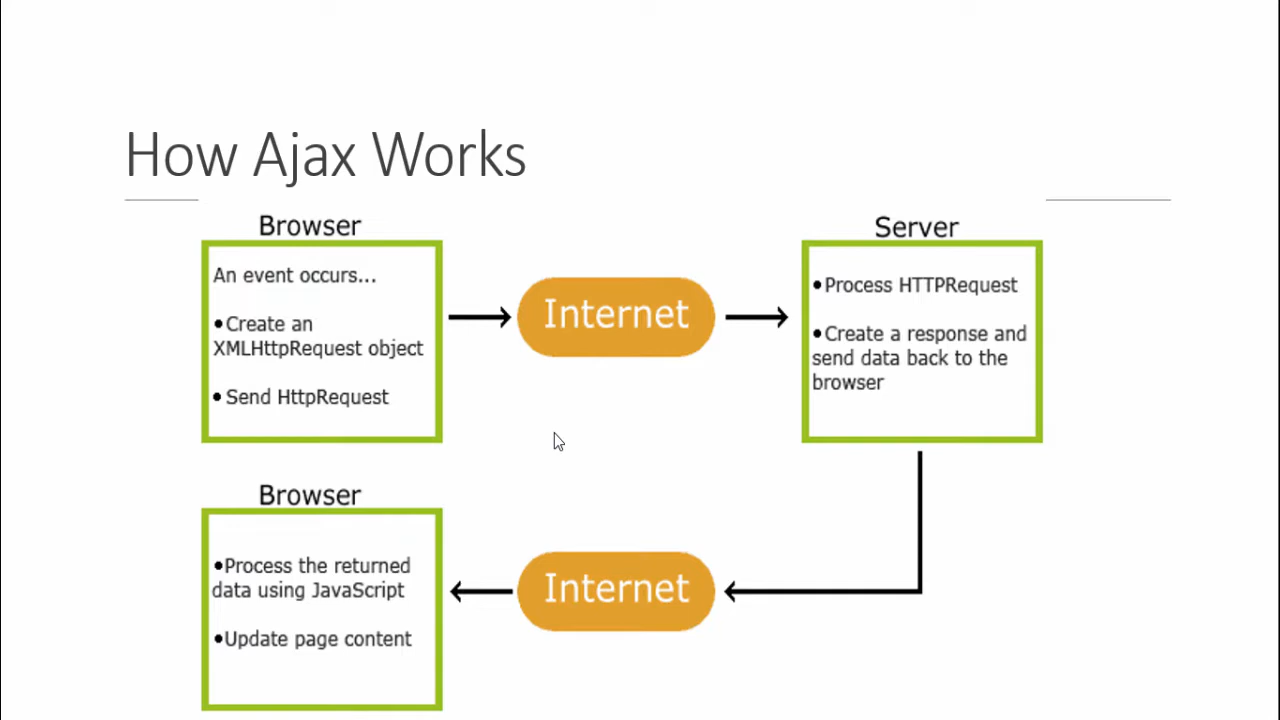 How Ajax Works
Browser
An event occurs...
•Create an
XMLHttpRequest object
• Send HttpRequest
Internet
Server
•Process HTTPRequest
•Create a response and
send data back to the
browser
Browser
•Process the returned
data using JavaScript
•Update page content
Internet